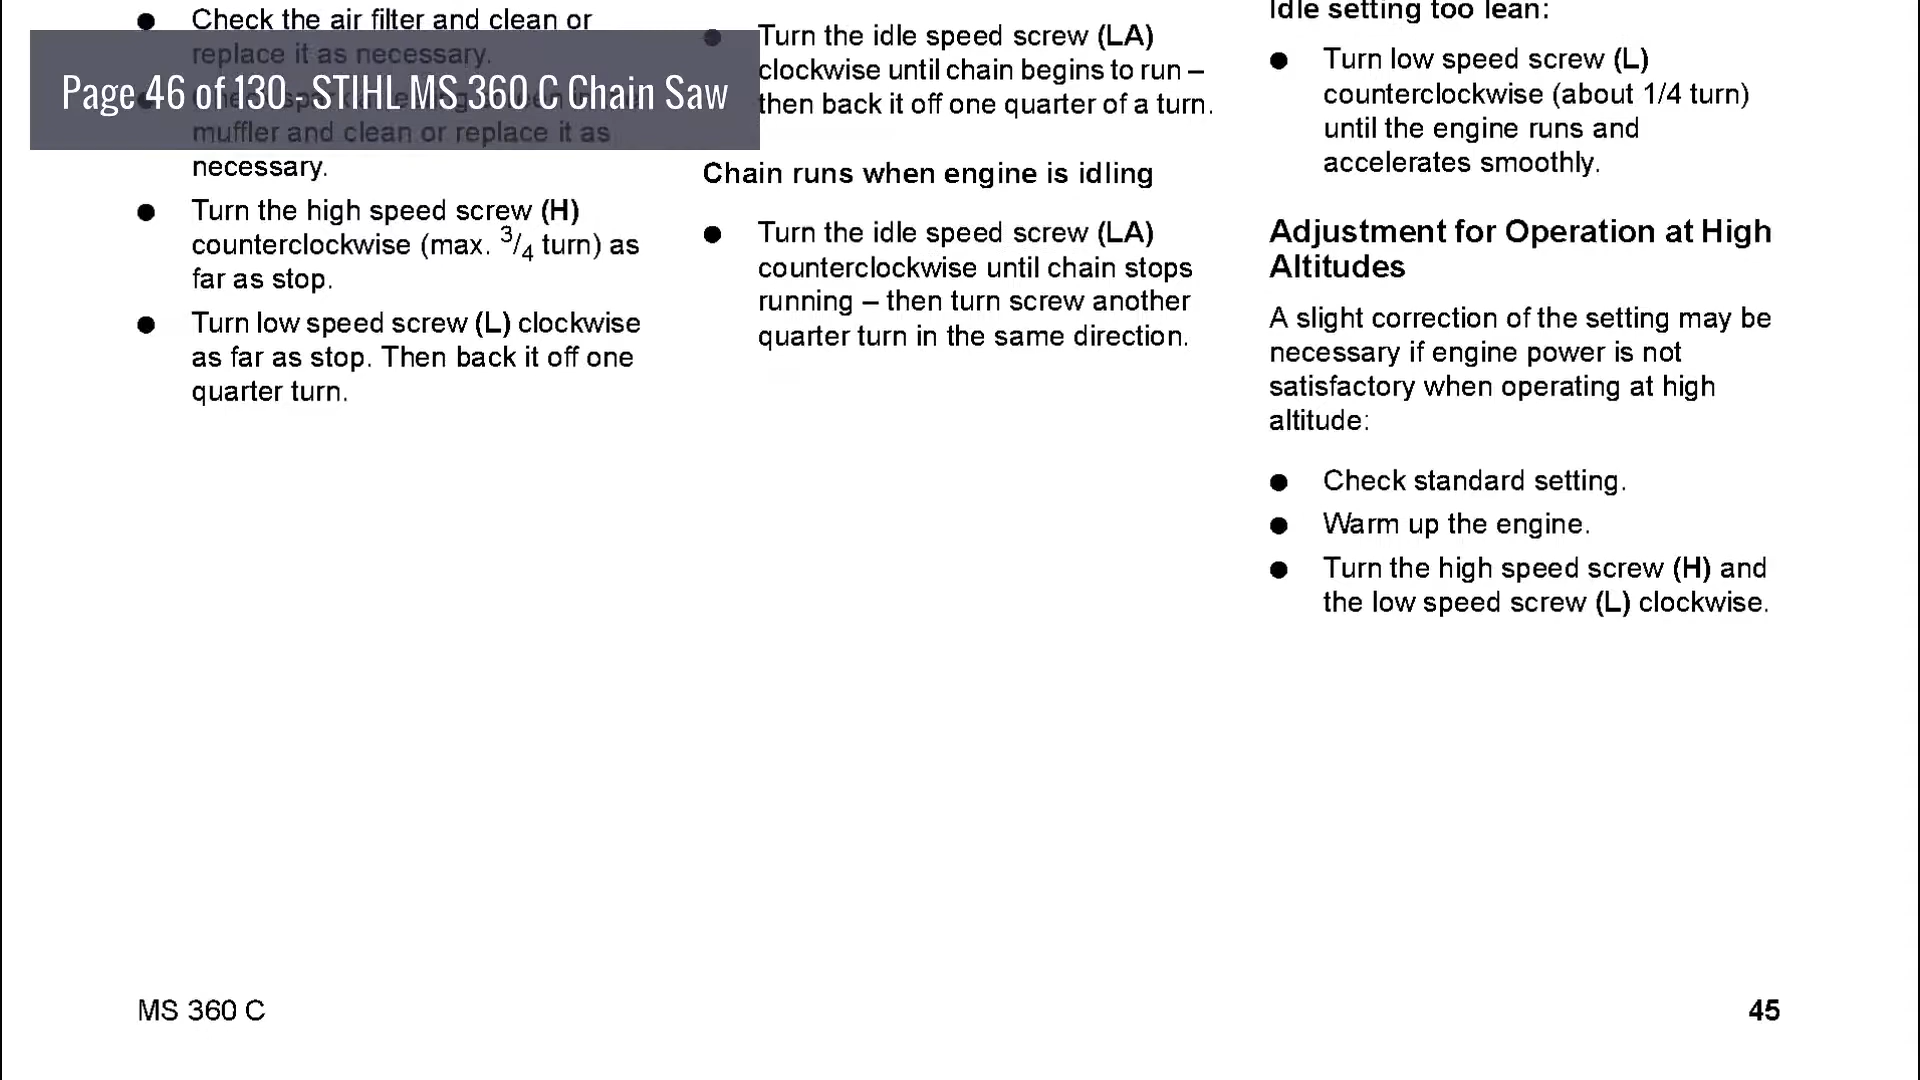 Check the air filter and clean or
replace it as necessary.
muffler and clean or replace it as
necessary.
Turn the high speed screw (H)
counterclockwise (max. 3/4 turn) as
far as stop.
Turn low speed screw (L) clockwise
as far as stop. Then back it off one
quarter turn.
Page 46 of 130 - STIHL MS 360 C Chain Saw
Turn the idle speed screw (LA)
clockwise until chain begins to run –
then back it off one quarter of a turn.
Chain runs when engine is idling
Turn the idle speed screw (LA)
counterclockwise until chain stops
running – then turn screw another
quarter turn in the same direction.
Idle setting too lean:
Turn low speed screw (L)
counterclockwise (about 1/4 turn)
until the engine runs and
accelerates smoothly.
Adjustment for Operation at High
Altitudes
A slight correction of the setting may be
necessary if engine power is not
satisfactory when operating at high
altitude:
Check standard setting.
Warm up the engine.
Turn the high speed screw (H) and
the low speed screw (L) clockwise.
MS 360 C
45